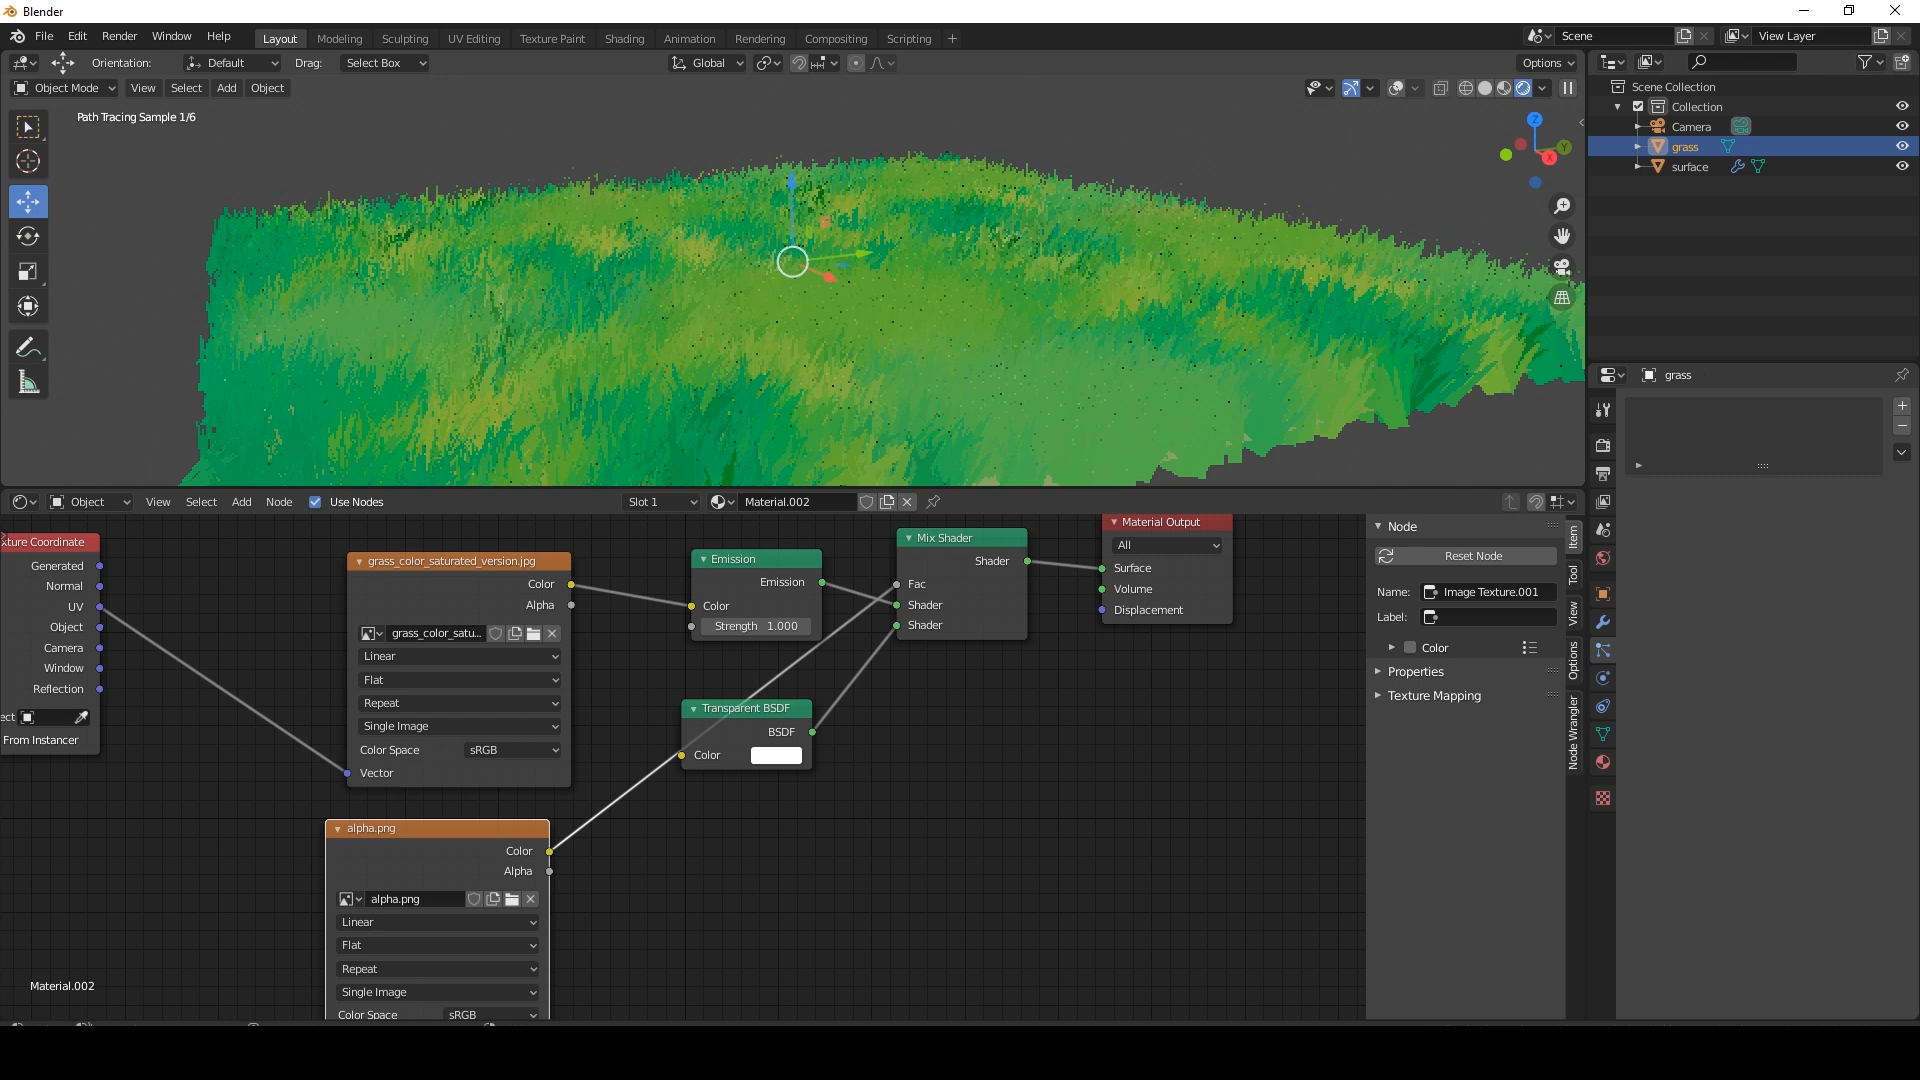 Blender
File Edit Render Window Help
Layout Modeling Sculpting UV Editing Texture Paint Shading Animation Rendering Compositing Scripting +
Scene
View Layer
Orientation: Default Drag: Select Box
Global
Options
Object Mode View Select Add Object
Path Tracing Sample 1/6
Z
Y
X
Scene Collection
Collection
Camera
grass
surface
grass
Object View Select Add Node Use Nodes
Slot 1 Material.002
xture Coordinate
Generated
Normal
UV
Object
Camera
Window
Reflection
ect
From Instancer
grass_color_saturated_version.jpg
Color
Alpha
grass_color_satu...
Linear
Flat
Repeat
Single Image
Color Space sRGB
Vector
Emission
Emission
Color
Strength 1.000
Transparent BSDF
BSDF
Color
Mix Shader
Shader
Fac
Shader
Shader
Material Output
All
Surface
Volume
Displacement
alpha.png
Color
Alpha
alpha.png
Linear
Flat
Repeat
Single Image
Color Space sRGB
Material.002
Node
Reset Node
Name: Image Texture.001
Label:
Color
Properties
Texture Mapping
Item
Tool
View
Options
Node Wrangler